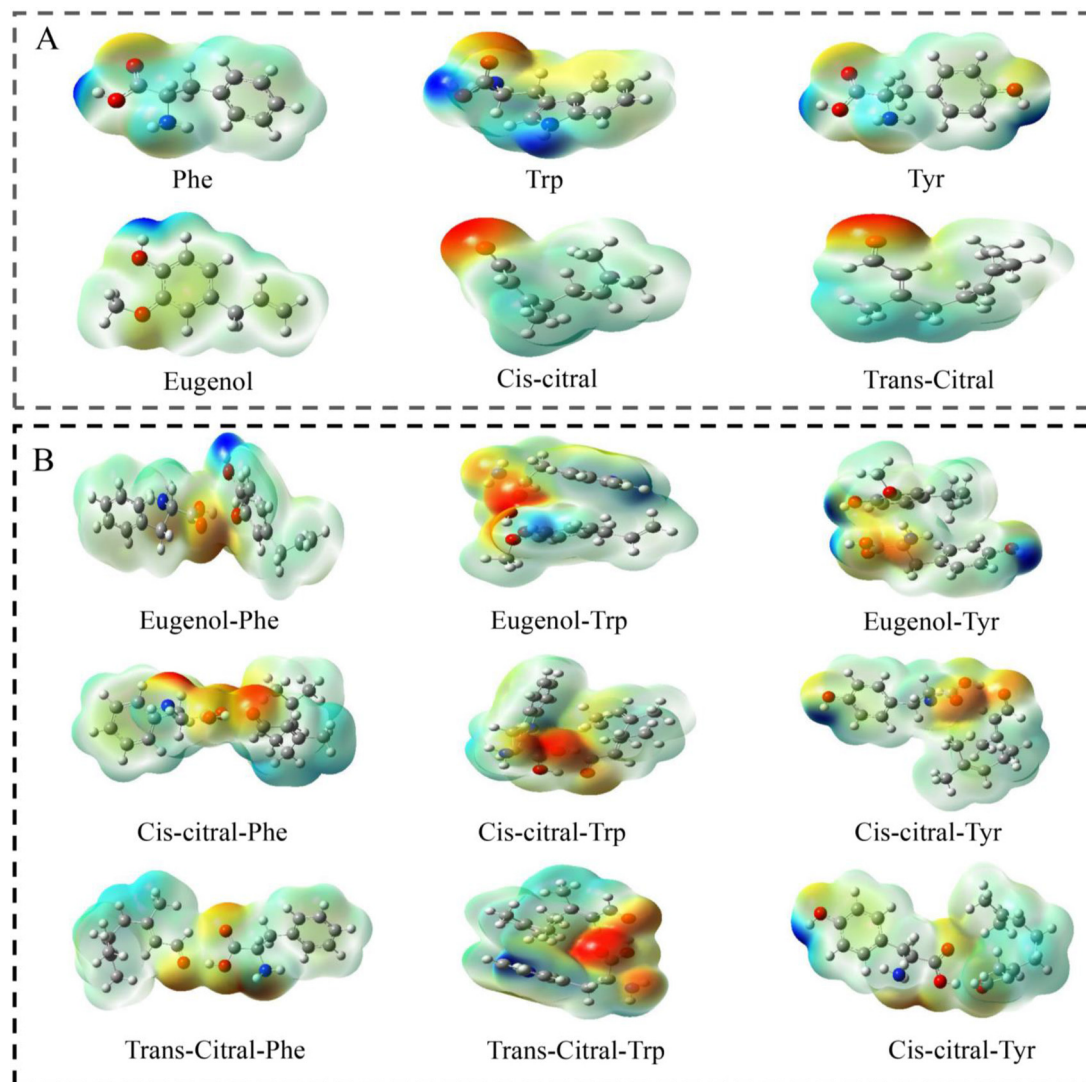 A
Phe
Trp
Tyr
Eugenol
Cis-citral
Trans-Citral
B
Eugenol-Phe
Eugenol-Trp
Eugenol-Tyr
Cis-citral-Phe
Cis-citral-Trp
Cis-citral-Tyr
Trans-Citral-Phe
Trans-Citral-Trp
Cis-citral-Tyr